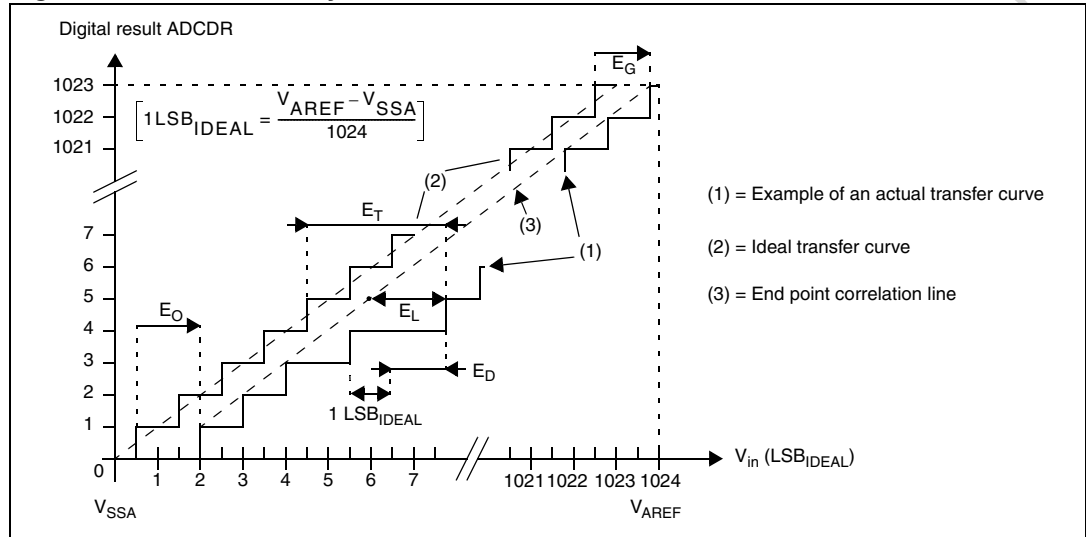 Digital result ADCDR
E_G
1023
1022
1021
[1LSB_IDEAL = (V_AREF − V_SSA) / 1024]
(2)
(3)
(1)
E_T
7
6
5
4
3
2
1
0
E_O
E_L
E_D
1 LSB_IDEAL
1 2 3 4 5 6 7 1021 1022 1023 1024
V_in (LSB_IDEAL)
V_SSA
V_AREF
(1) = Example of an actual transfer curve
(2) = Ideal transfer curve
(3) = End point correlation line